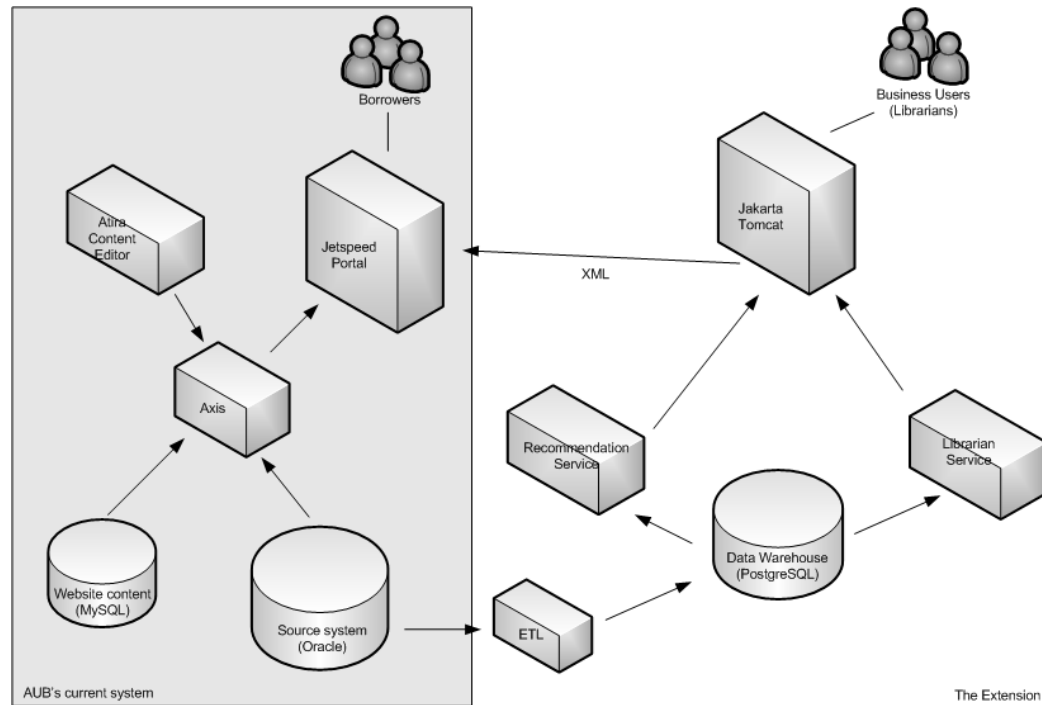 Borrowers
Business Users
(Librarians)
Atira
Content
Editor
Jetspeed
Portal
Jakarta
Tomcat
XML
Axis
Recommendation
Service
Librarian
Service
Website content
(MySQL)
Source system
(Oracle)
ETL
Data Warehouse
(PostgreSQL)
AUB's current system
The Extension